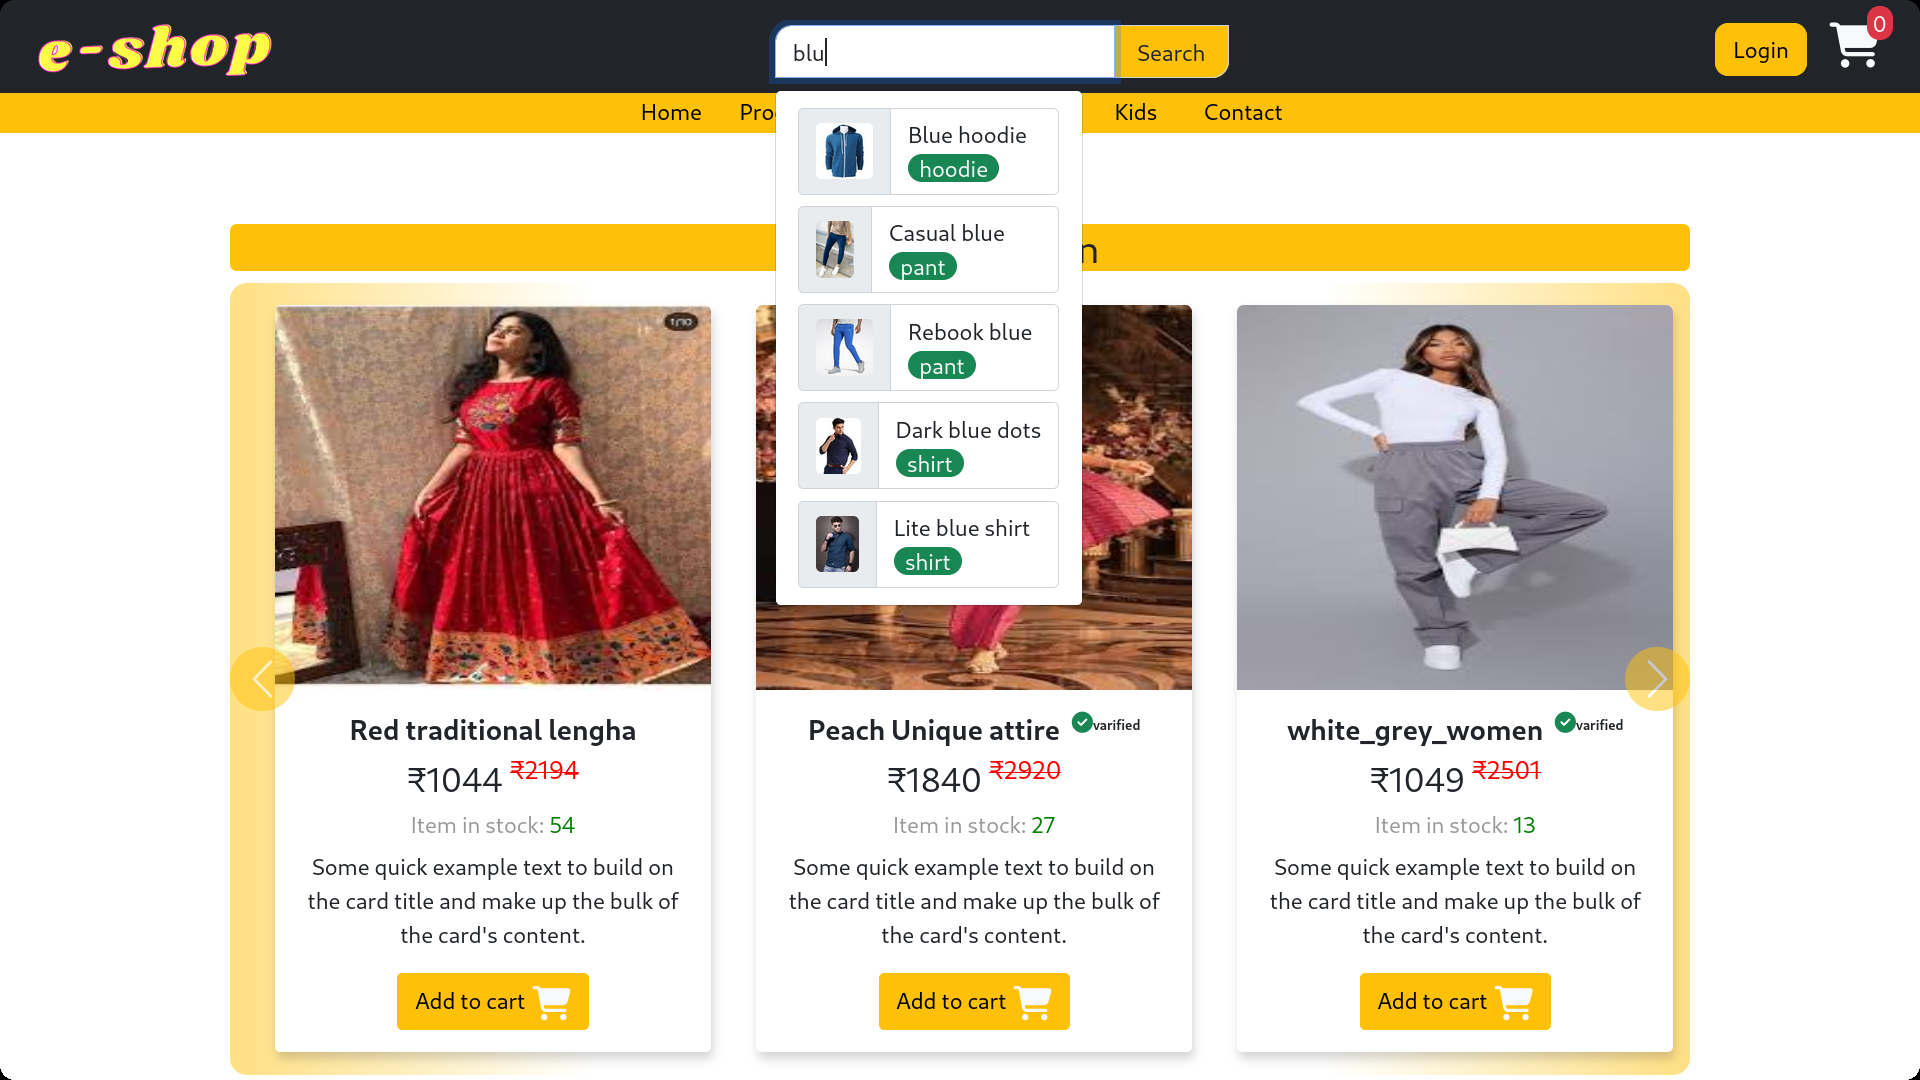 e-shop
blu
Search
Login
0
Home
Kids
Contact
Blue hoodie
hoodie
Casual blue
pant
Rebook blue
pant
Dark blue dots
shirt
Lite blue shirt
shirt
Red traditional lengha
₹1044 ₹2194
Item in stock: 54
Some quick example text to build on
the card title and make up the bulk of
the card's content.
Add to cart
Peach Unique attire varified
₹1840 ₹2920
Item in stock: 27
Some quick example text to build on
the card title and make up the bulk of
the card's content.
Add to cart
white_grey_women varified
₹1049 ₹2501
Item in stock: 13
Some quick example text to build on
the card title and make up the bulk of
the card's content.
Add to cart